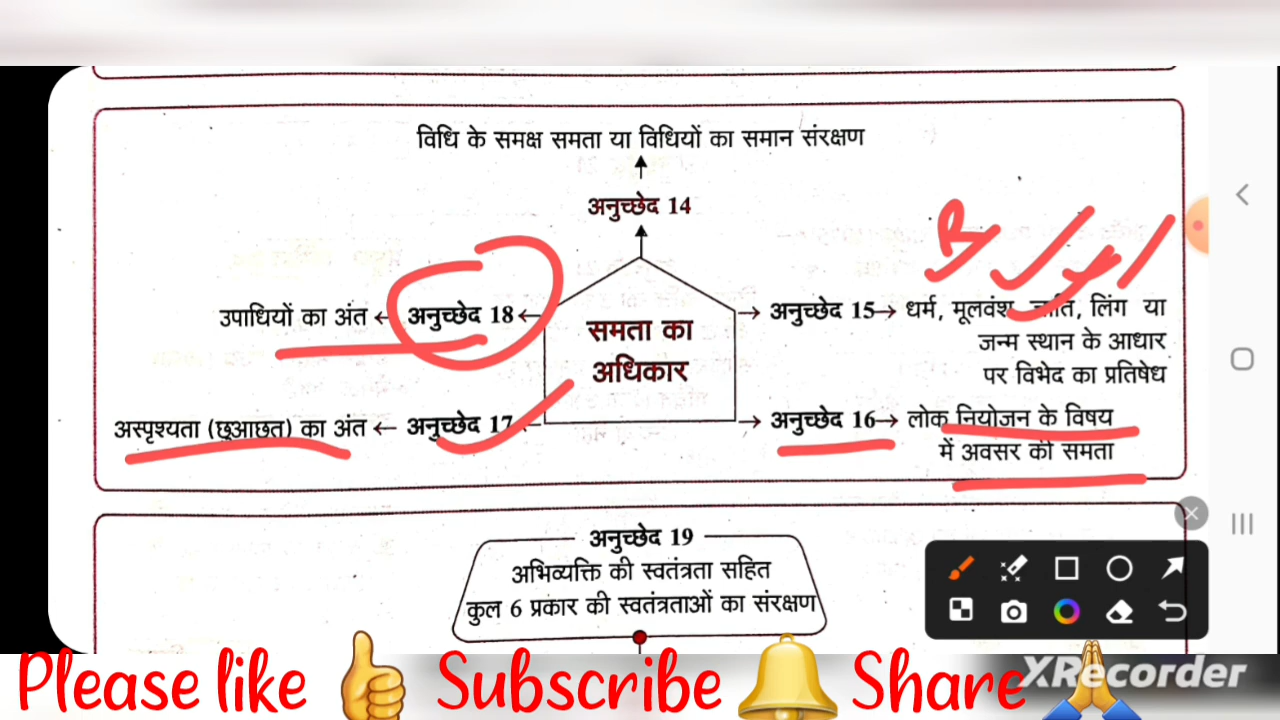 विधि के समक्ष समता या विधियों का समान संरक्षण
अनुच्छेद 14
उपाधियों का अंत ← अनुच्छेद 18 ←
समता का
अधिकार
→ अनुच्छेद 15→ धर्म, मूलवंश, जाति, लिंग या
जन्म स्थान के आधार
पर विभेद का प्रतिषेध
अस्पृश्यता (छुआछत) का अंत ← अनुच्छेद 17 ←
→ अनुच्छेद 16→ लोक नियोजन के विषय
में अवसर की समता
अनुच्छेद 19
अभिव्यक्ति की स्वतंत्रता सहित
कुल 6 प्रकार की स्वतंत्रताओं का संरक्षण
Please like Subscribe Share
XRecorder